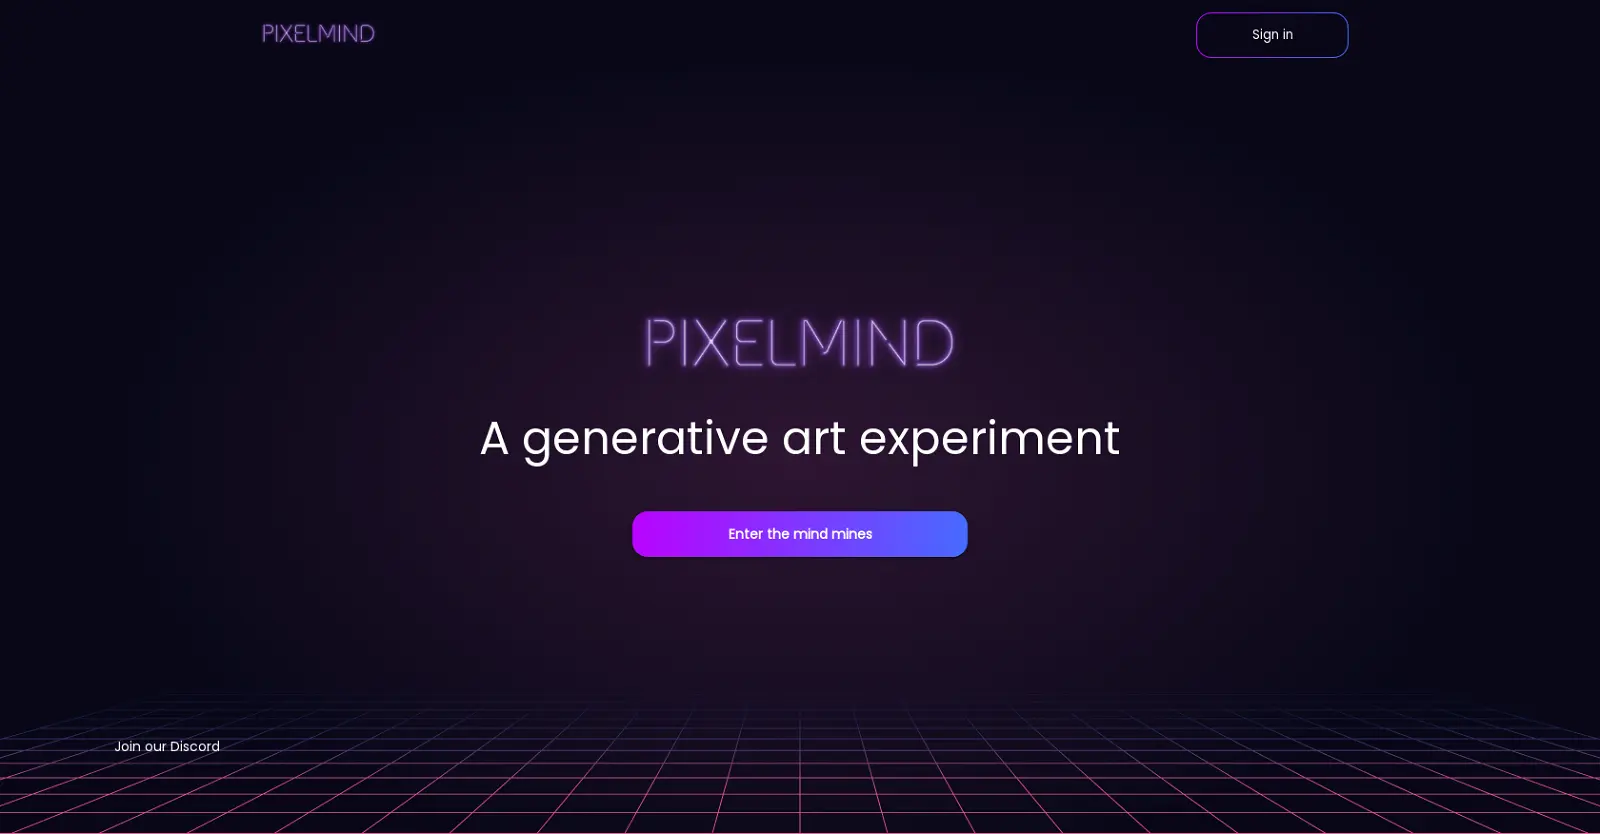 PIXELMIND
Sign in
PIXELMIND
A generative art experiment
Enter the mind mines
Join our Discord